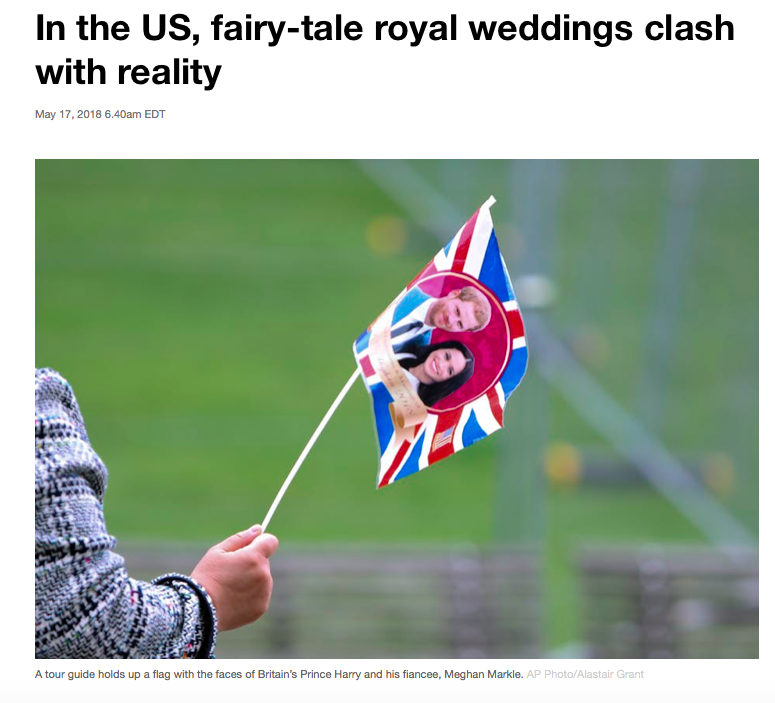 In the US, fairy-tale royal weddings clash
with reality
May 17, 2018 6.40am EDT
A tour guide holds up a flag with the faces of Britain's Prince Harry and his fiancee, Meghan Markle. AP Photo/Alastair Grant